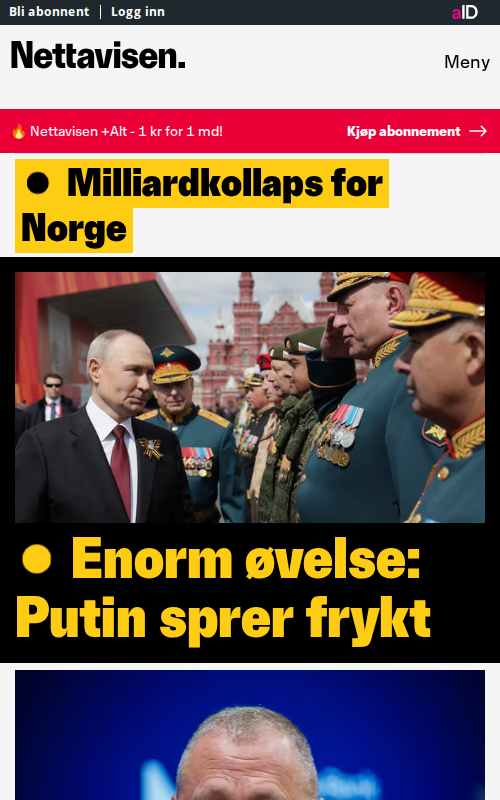 Bli abonnent | Logg inn
aID
Nettavisen.
Meny
🔥 Nettavisen +Alt - 1 kr for 1 md!
Kjøp abonnement →
Milliardkollaps for
Norge
Enorm øvelse:
Putin sprer frykt